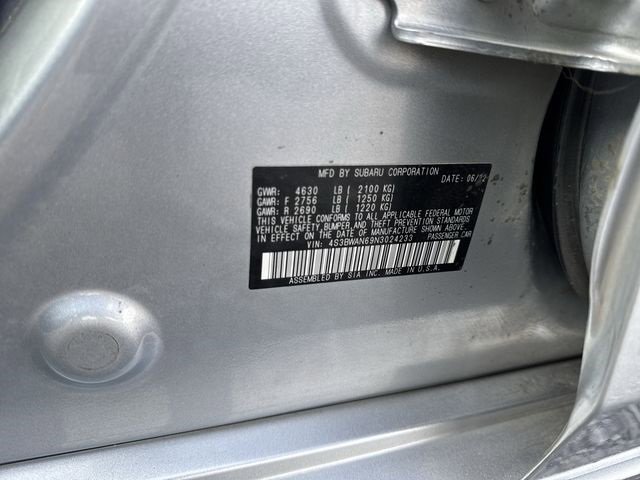 MFD BY SUBARU CORPORATION
DATE: 06/22
GVWR: 4630 LB ( 2100 KG)
GAWR: F 2756 LB ( 1250 KG)
GAWR: R 2690 LB ( 1220 KG)
THIS VEHICLE CONFORMS TO ALL APPLICABLE FEDERAL MOTOR
VEHICLE SAFETY, BUMPER, AND THEFT PREVENTION STANDARDS
IN EFFECT ON THE DATE OF MANUFACTURE SHOWN ABOVE.
VIN: 4S3BWAN69N3024233 PASSENGER CAR
ASSEMBLED BY SIA INC. MADE IN U.S.A.